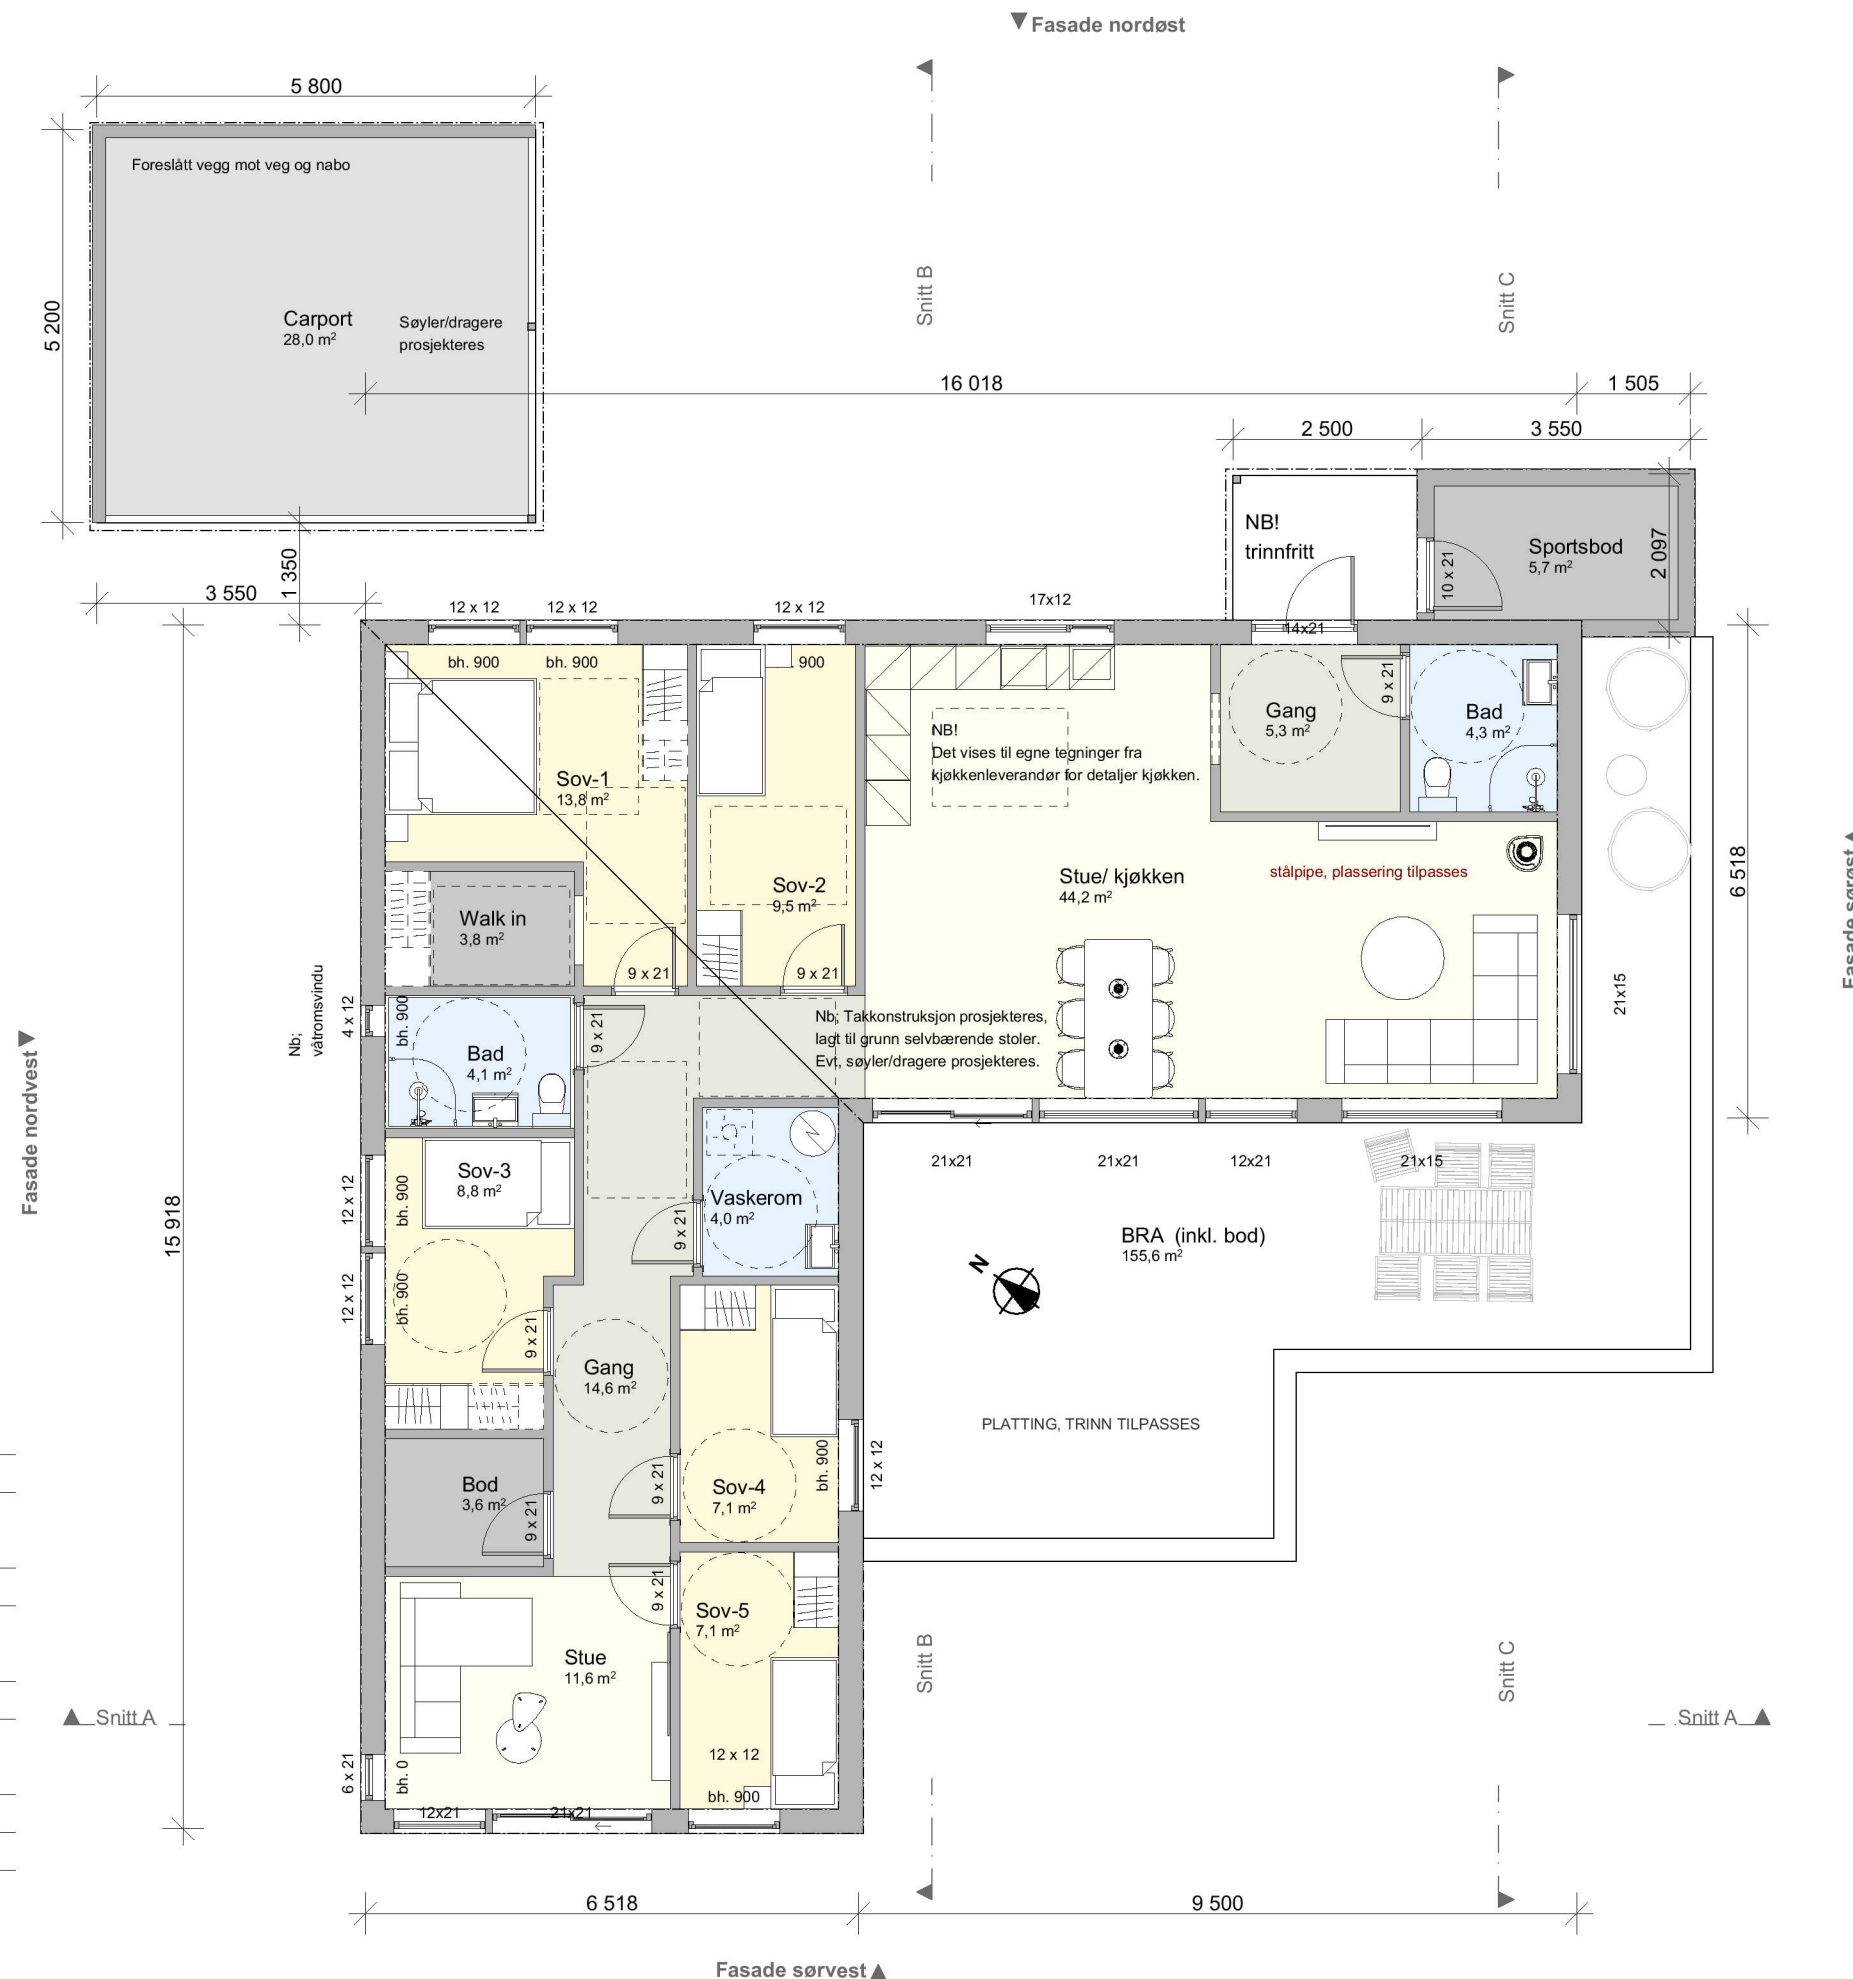 Fasade nordøst
5 800
Foreslått vegg mot veg og nabo
Snitt B
Snitt C
5 200
Carport
28,0 m²
Søyler/dragere
prosjekteres
16 018
1 505
2 500
3 550
NB!
trinnfritt
10 x 21
Sportsbod
5,7 m²
2 097
3 550
1 350
12 x 12
12 x 12
12 x 12
17x12
14x21
bh. 900
bh. 900
. 900
9 x 21
Gang
5,3 m²
Bad
4,3 m²
NB!
Det vises til egne tegninger fra
kjøkkenleverandør for detaljer kjøkken.
Sov-1
13,8 m²
Sov-2
9,5 m²
Stue/ kjøkken
44,2 m²
stålpipe, plassering tilpasses
6 518
Fasade sørøst
Walk in
3,8 m²
9 x 21
9 x 21
21x15
Nb;
våtromsvindu
4 x 12
bh. 900
9 x 21
Nb; Takkonstruksjon prosjekteres,
lagt til grunn selvbærende stoler.
Evt, søyler/dragere prosjekteres.
Bad
4,1 m²
Fasade nordvest
21x21
21x21
12x21
21x15
Sov-3
8,8 m²
12 x 12
bh. 900
Vaskerom
4,0 m²
9 x 21
15 918
BRA (inkl. bod)
155,6 m²
N
12 x 12
bh. 900
9 x 21
Gang
14,6 m²
PLATTING, TRINN TILPASSES
Bod
3,6 m²
9 x 21
9 x 21
Sov-4
7,1 m²
bh. 900
12 x 12
9 x 21
Sov-5
7,1 m²
Stue
11,6 m²
Snitt B
Snitt C
Snitt A
Snitt A
6 x 21
bh. 0
12 x 12
bh. 900
12x21
21x21
6 518
9 500
Fasade sørvest